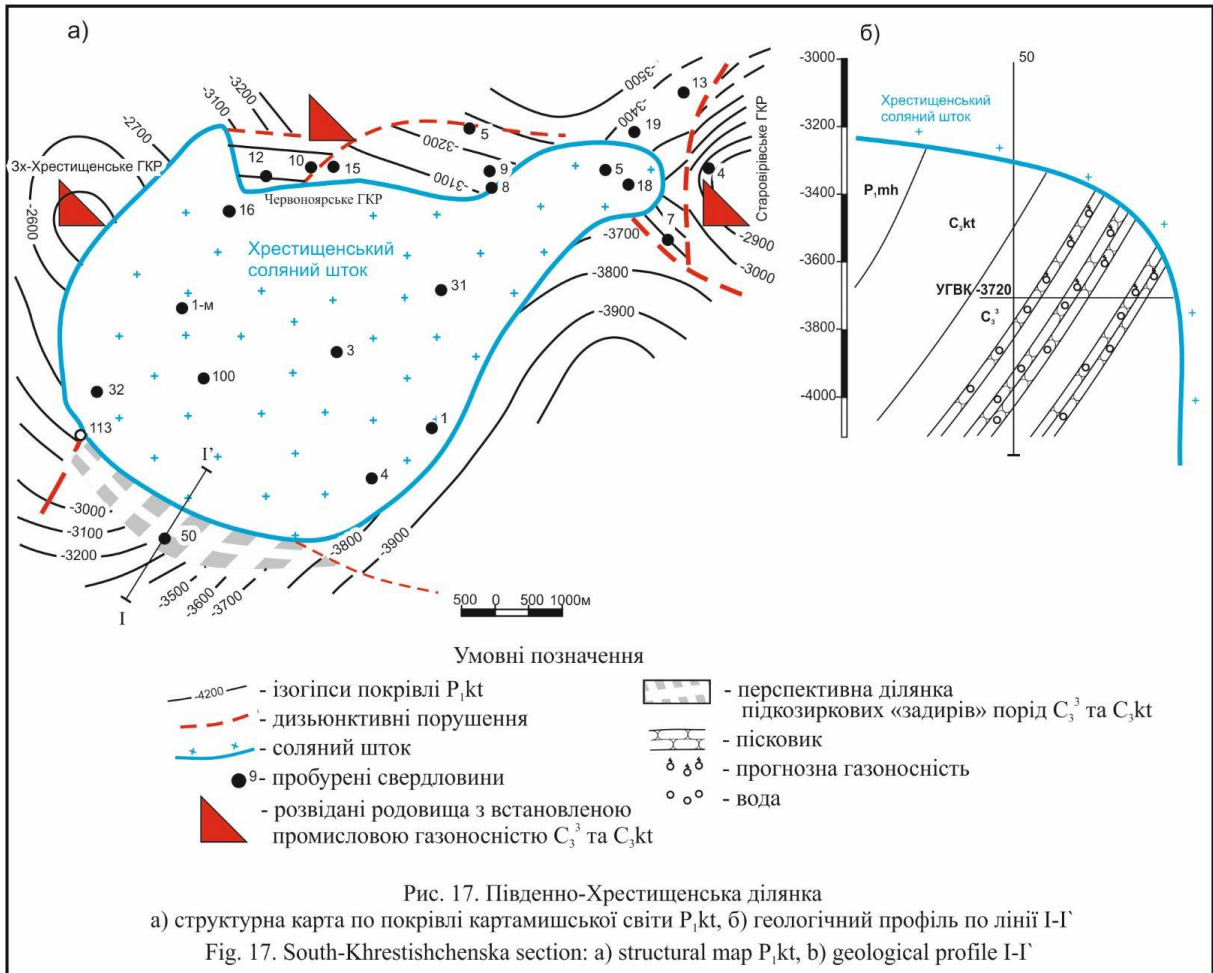 а)
-3200
-3100
-2700
Зх-Хрестищенське ГКР
-2600
12
10
15
Червоноярське ГКР
16
5
-3200
-3100
9
8
-3500
13
-3400
19
5
18
4
7
Старовірівське ГКР
-2900
-3000
-3700
-3800
-3900
Хрестищенський
соляний шток
31
1-м
3
100
32
113
1
4
I'
50
I
-3000
-3100
-3200
-3500
-3600
-3700
-3800
-3900
500 0 500 1000м
б)
50
-3000
-3200
-3400
-3600
-3800
-4000
Хрестищенський
соляний шток
P₁mh
C₃kt
УГВК -3720
C₃³
Умовні позначення
-4200 - ізогіпси покрівлі P₁kt
- дизьюнктивні порушення
- соляний шток
9 - пробурені свердловини
- розвідані родовища з встановленою
промисловою газоносністю C₃³ та C₃kt
- перспективна ділянка
підкозиркових «задирів» порід C₃³ та C₃kt
- пісковик
- прогнозна газоносність
- вода
Рис. 17. Південно-Хрестищенська ділянка
а) структурна карта по покрівлі картамишської світи P₁kt, б) геологічний профіль по лінії I-I`
Fig. 17. South-Khrestishchenska section: a) structural map P₁kt, b) geological profile I-I`